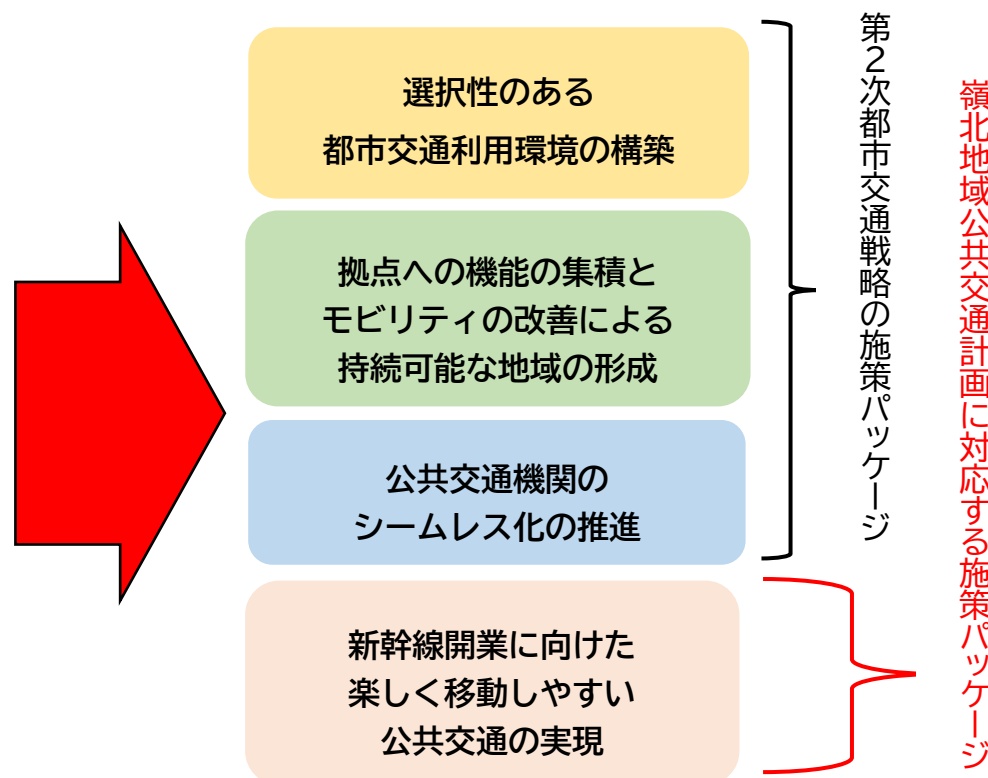 選択性のある
都市交通利用環境の構築
拠点への機能の集積と
モビリティの改善による
持続可能な地域の形成
公共交通機関の
シームレス化の推進
新幹線開業に向けた
楽しく移動しやすい
公共交通の実現
第2次都市交通戦略の施策パッケージ
嶺北地域公共交通計画に対応する施策パッケージ